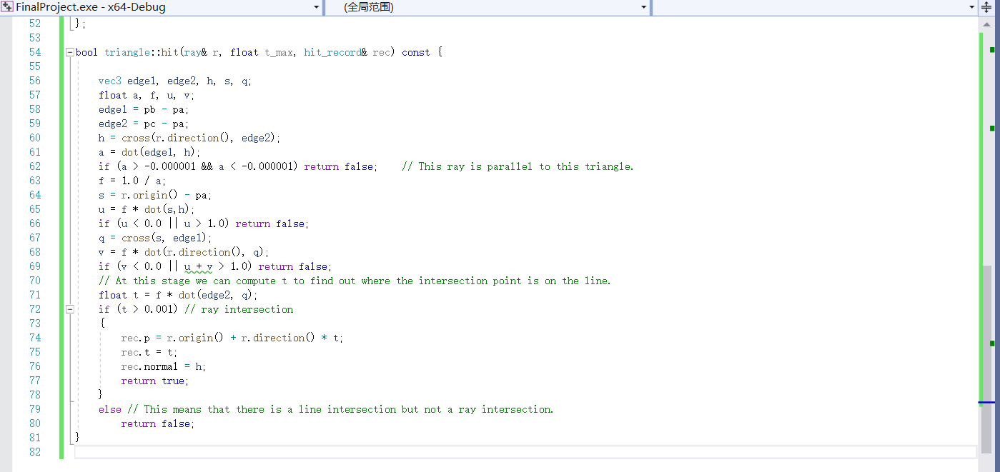 FinalProject.exe - x64-Debug (全局范围)
52 };
53
54 bool triangle::hit(ray& r, float t_max, hit_record& rec) const {
55
56 vec3 edge1, edge2, h, s, q;
57 float a, f, u, v;
58 edge1 = pb - pa;
59 edge2 = pc - pa;
60 h = cross(r.direction(), edge2);
61 a = dot(edge1, h);
62 if (a > -0.000001 && a < -0.000001) return false; // This ray is parallel to this triangle.
63 f = 1.0 / a;
64 s = r.origin() - pa;
65 u = f * dot(s,h);
66 if (u < 0.0 || u > 1.0) return false;
67 q = cross(s, edge1);
68 v = f * dot(r.direction(), q);
69 if (v < 0.0 || u + v > 1.0) return false;
70 // At this stage we can compute t to find out where the intersection point is on the line.
71 float t = f * dot(edge2, q);
72 if (t > 0.001) // ray intersection
73 {
74 rec.p = r.origin() + r.direction() * t;
75 rec.t = t;
76 rec.normal = h;
77 return true;
78 }
79 else // This means that there is a line intersection but not a ray intersection.
80 return false;
81 }
82